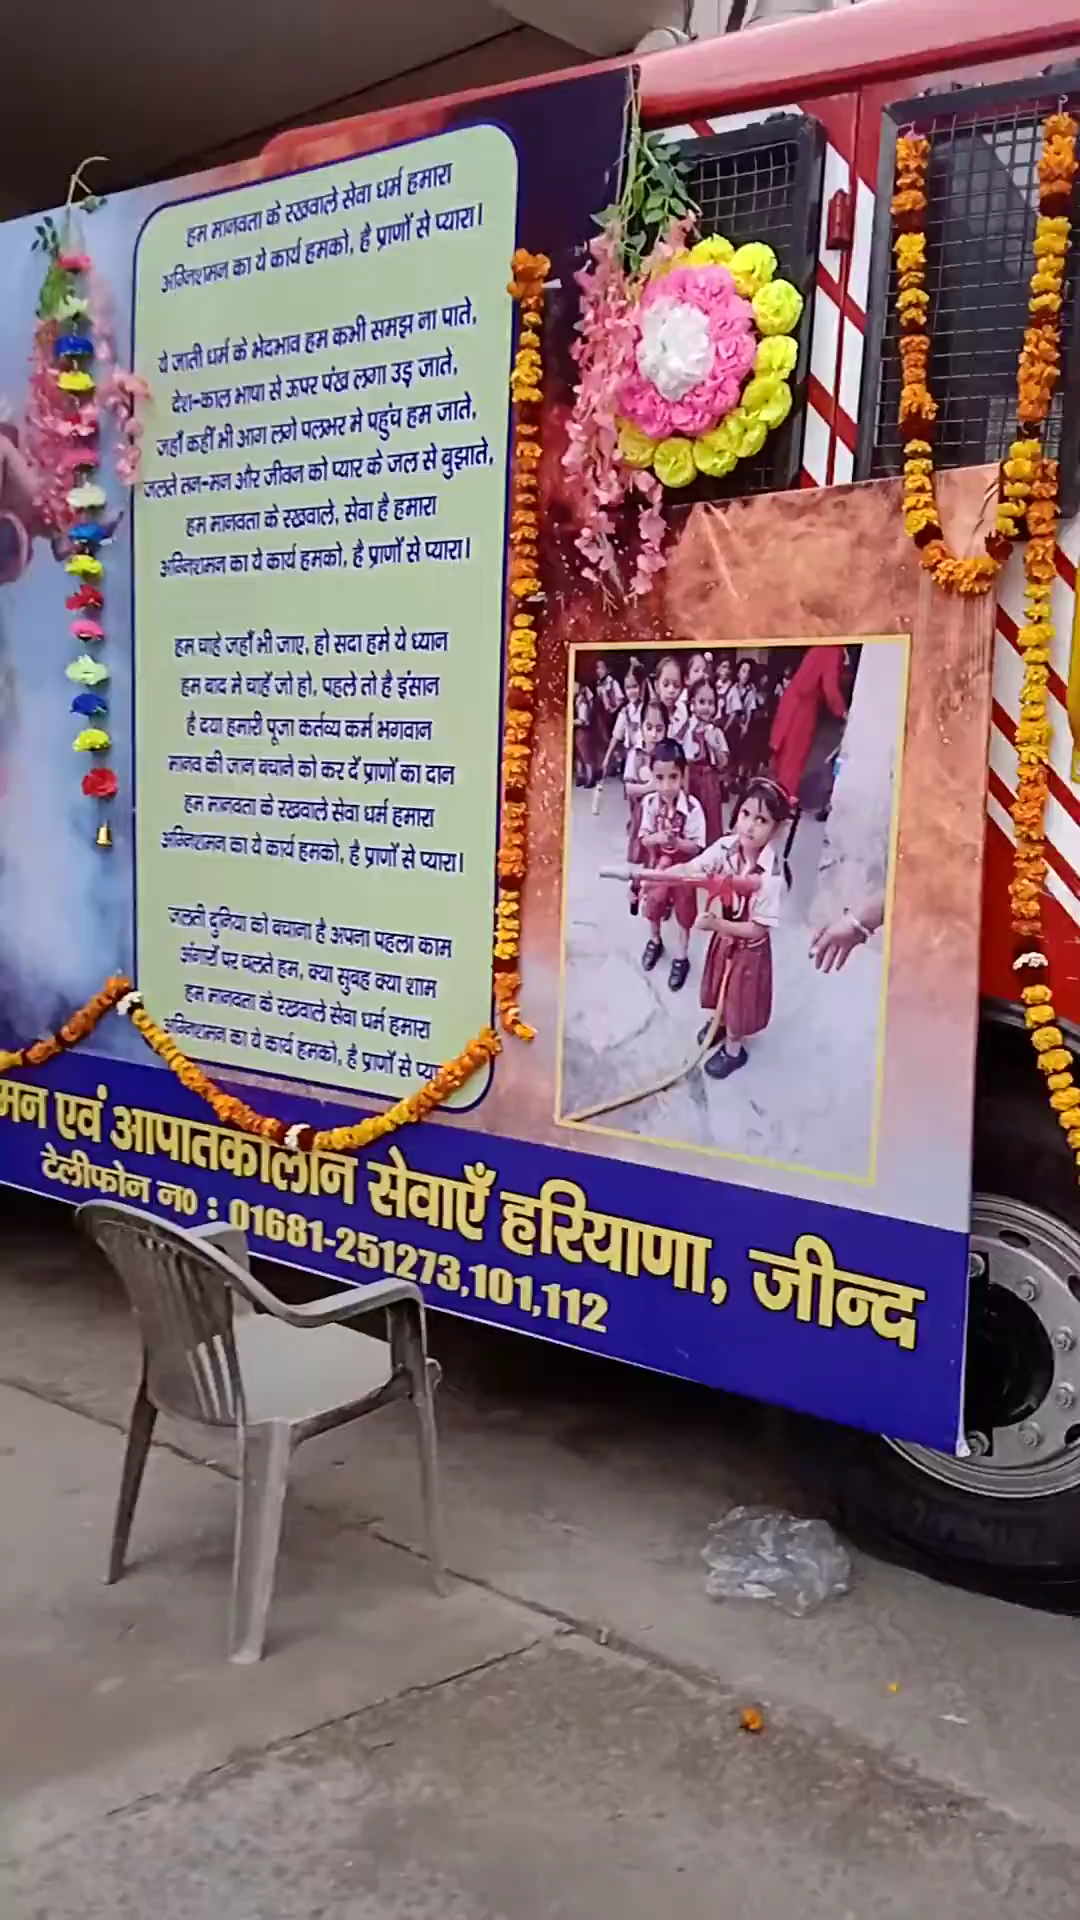 हम मानवता के रखवाले सेवा धर्म हमारा
अग्निशमन का ये कार्य हमको, है प्राणों से प्यारा।
ये जाती धर्म के भेदभाव हम कभी समझ ना पाते,
देश-काल भाषा से ऊपर पंख लगा उड़ जाते,
जहाँ कहीं भी आग लगे पलभर मे पहुंच हम जाते,
जलते तन-मन और जीवन को प्यार के जल से बुझाते,
हम मानवता के रखवाले, सेवा है हमारा
अग्निशमन का ये कार्य हमको, है प्राणों से प्यारा।
हम चाहे जहाँ भी जाए, हो सदा हमे ये ध्यान
हम बाद मे चाहें जो हो, पहले तो है इंसान
है दया हमारी पूजा कर्तव्य कर्म भगवान
मानव की जान बचाने को कर दें प्राणों का दान
हम मानवता के रखवाले सेवा धर्म हमारा
अग्निशमन का ये कार्य हमको, है प्राणों से प्यारा।
जलती दुनिया को बचाना है अपना पहला काम
अंगारों पर चलते हम, क्या सुबह क्या शाम
हम मानवता के रखवाले सेवा धर्म हमारा
अग्निशमन का ये कार्य हमको, है प्राणों से
मन एवं आपातकालीन सेवाएँ हरियाणा, जीन्द
टेलीफोन न० : 01681-251273,101,112